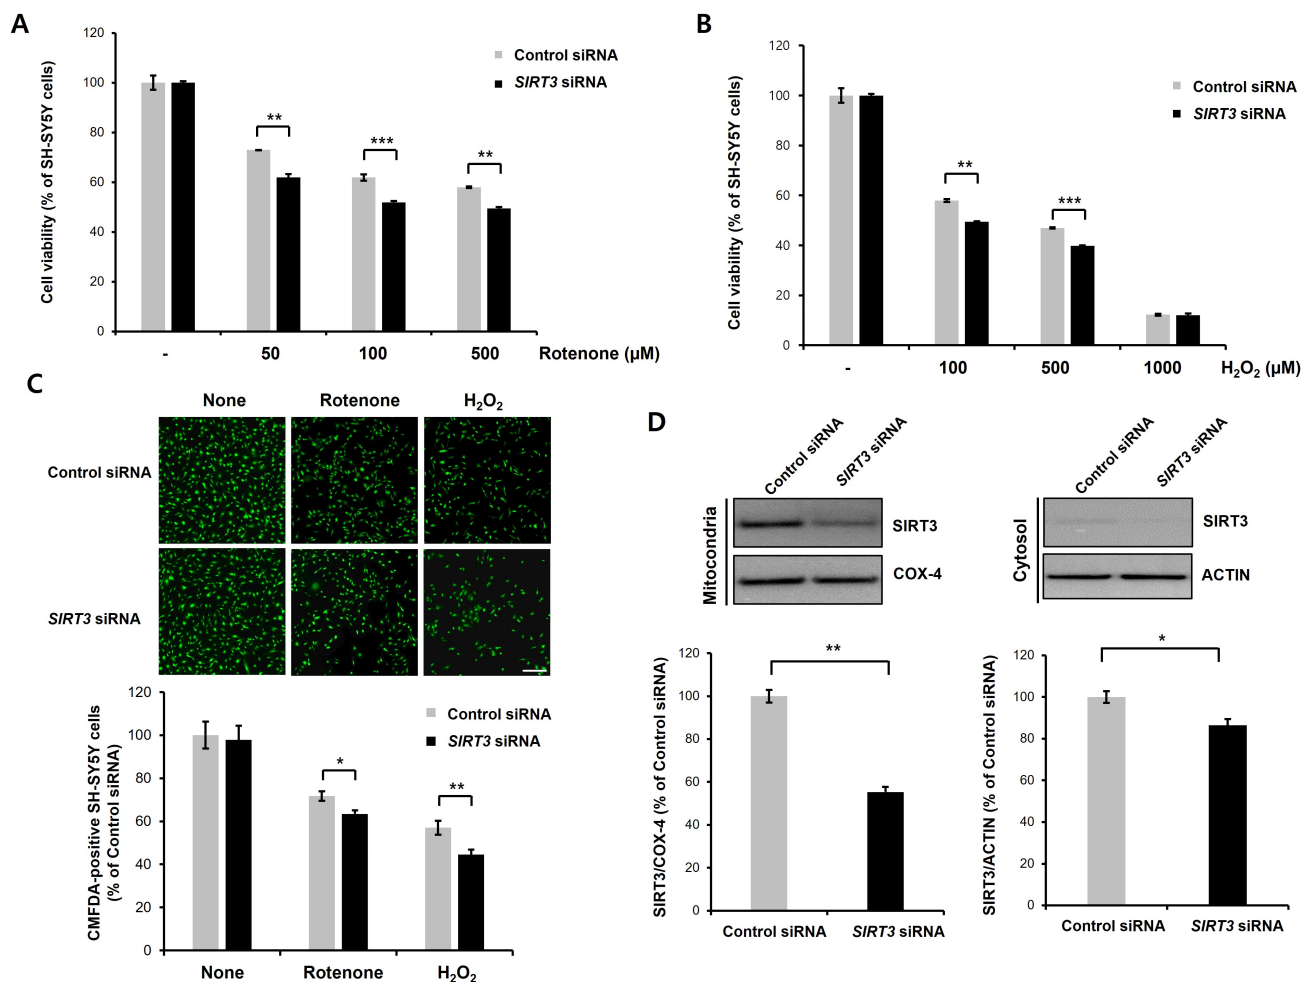 A
120
100
80
60
40
20
0
Cell viability (% of SH-SY5Y cells)
Control siRNA
SIRT3 siRNA
**
***
**
-
50
100
500
Rotenone (μM)
B
120
100
80
60
40
20
0
Cell viability (% of SH-SY5Y cells)
Control siRNA
SIRT3 siRNA
**
***
-
100
500
1000
H₂O₂ (μM)
C
None
Rotenone
H₂O₂
Control siRNA
SIRT3 siRNA
120
100
80
60
40
20
0
CMFDA-positive SH-SY5Y cells
(% of Control siRNA)
Control siRNA
SIRT3 siRNA
*
**
None
Rotenone
H₂O₂
D
Control siRNA
SIRT3 siRNA
Mitocondria
SIRT3
COX-4
Control siRNA
SIRT3 siRNA
Cytosol
SIRT3
ACTIN
120
100
80
60
40
20
0
SIRT3/COX-4 (% of Control siRNA)
**
Control siRNA
SIRT3 siRNA
120
100
80
60
40
20
0
SIRT3/ACTIN (% of Control siRNA)
*
Control siRNA
SIRT3 siRNA